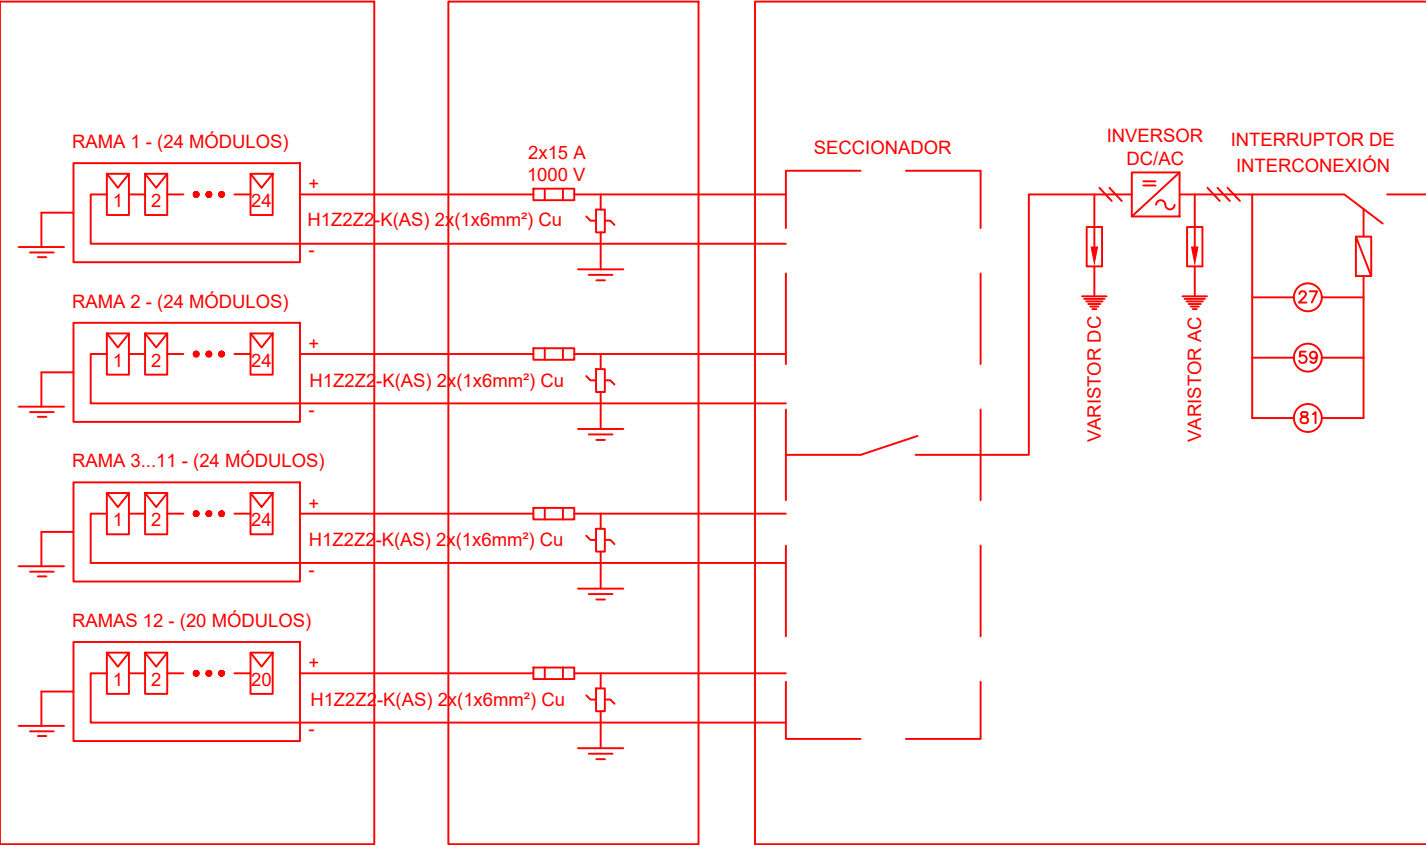 RAMA 1 - (24 MÓDULOS)
1 2 24
+
H1Z2Z2-K(AS) 2x(1x6mm²) Cu
-
2x15 A
1000 V
RAMA 2 - (24 MÓDULOS)
1 2 24
+
H1Z2Z2-K(AS) 2x(1x6mm²) Cu
-
RAMA 3...11 - (24 MÓDULOS)
1 2 24
+
H1Z2Z2-K(AS) 2x(1x6mm²) Cu
-
RAMAS 12 - (20 MÓDULOS)
1 2 20
+
H1Z2Z2-K(AS) 2x(1x6mm²) Cu
-
SECCIONADOR
INVERSOR
DC/AC
VARISTOR DC
VARISTOR AC
INTERRUPTOR DE
INTERCONEXIÓN
27
59
81